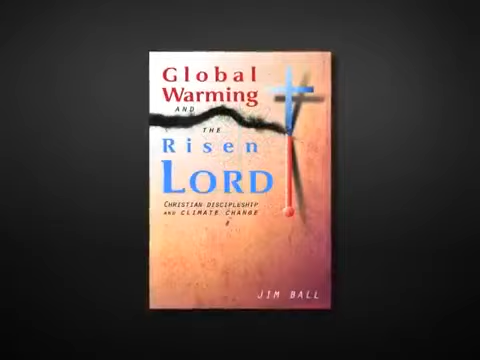 Global
Warming
AND
THE
Risen
LORD
CHRISTIAN DISCIPLESHIP
AND CLIMATE CHANGE
JIM BALL